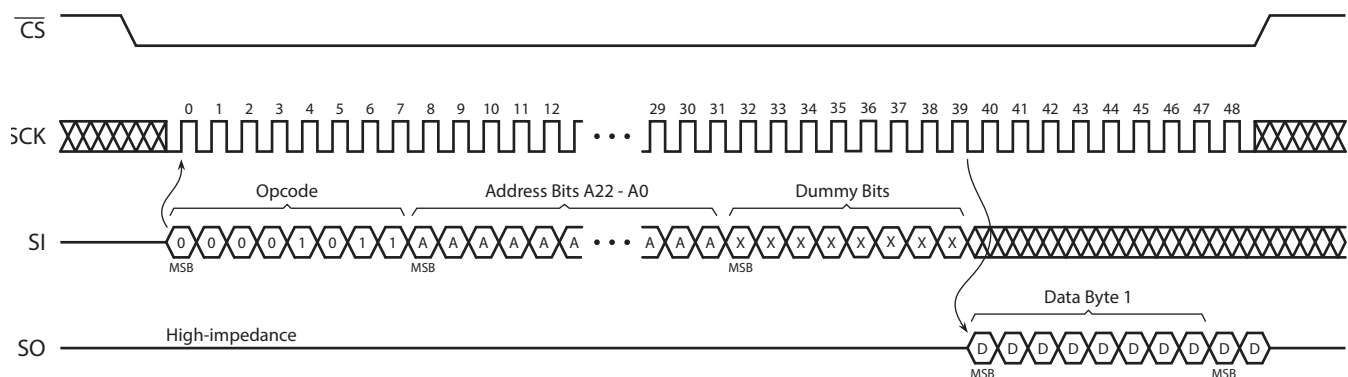 CS
0 1 2 3 4 5 6 7 8 9 10 11 12 29 30 31 32 33 34 35 36 37 38 39 40 41 42 43 44 45 46 47 48
SCK • • •
Opcode Address Bits A22 - A0 Dummy Bits
SI 0 0 0 0 1 0 1 1 A A A A A A • • • A A A X X X X X X X X
MSB MSB MSB
Data Byte 1
High-impedance
SO D D D D D D D D D D
MSB MSB